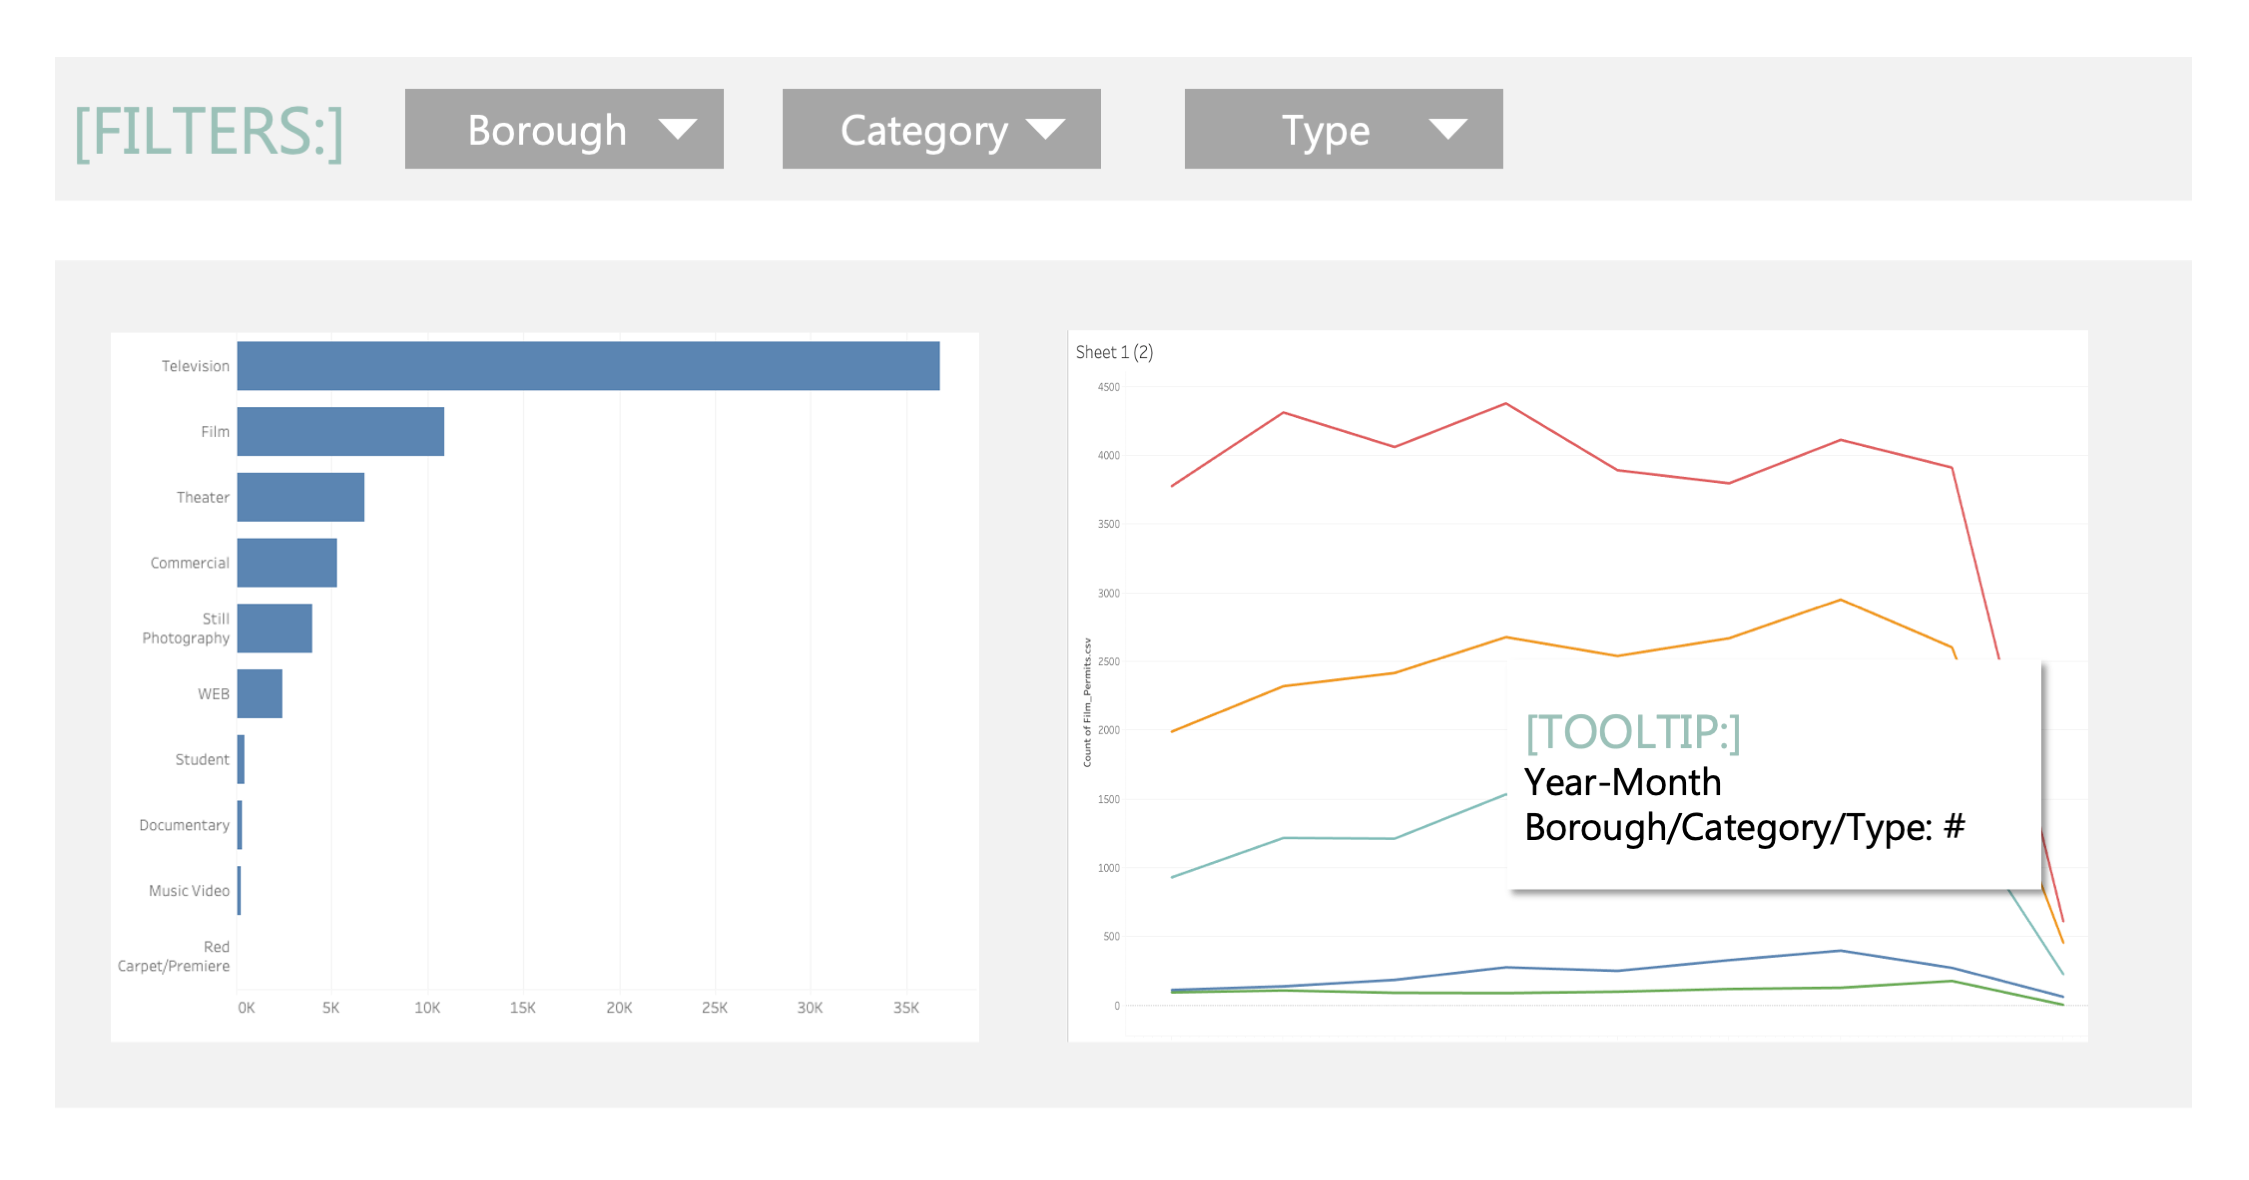 [FILTERS:]
Borough
Category
Type
Television
Film
Theater
Commercial
Still
Photography
WEB
Student
Documentary
Music Video
Red
Carpet/Premiere
0K
5K
10K
15K
20K
25K
30K
35K
Sheet 1 (2)
Count of Film_Permits.csv
4500
4000
3500
3000
2500
2000
1500
1000
500
0
[TOOLTIP:]
Year-Month
Borough/Category/Type: #